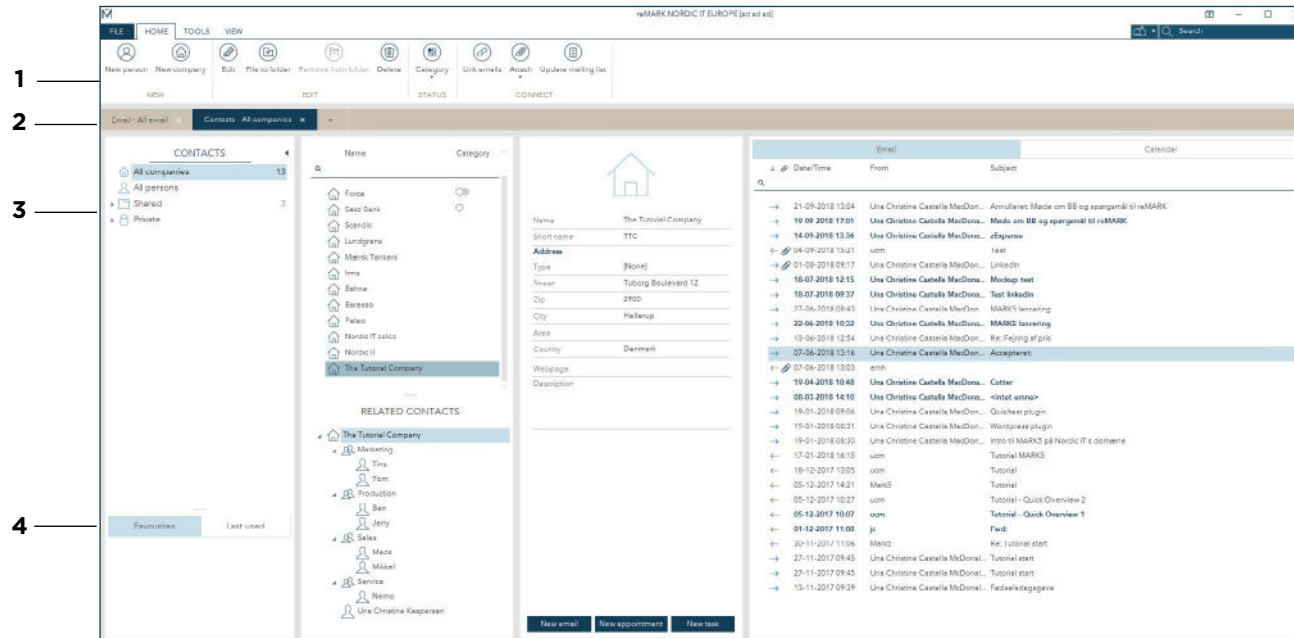 reMARK NORDIC IT EUROPE [ad ad ad]
FILE HOME TOOLS VIEW
Search
New person New company Edit File to folder Remove from folder Delete Category Link emails Attach Update mailing list
1
NEW EDIT STATUS CONNECT
2
Email - All email Contacts All companies × +
CONTACTS
All companies 13
All persons
3
Shared 3
Private
4
Favourites Last used
Name Category
Force
Saxo Bank
Scandic
Lundgrens
Mærsk Tankers
Irma
Bahne
Baresso
Paleo
Nordic IT sales
Nordic IT
The Tutorial Company
RELATED CONTACTS
The Tutorial Company
Marketing
Tina
Tom
Production
Ben
Jerry
Sales
Mads
Mikkel
Service
Nemo
Una Christine Kaspersen
Name The Tutorial Company
Short name TTC
Address
Type [None]
Street Tuborg Boulevard 12
Zip 2900
City Hellerup
Area
Country Denmark
Webpage
Description
New email New appointment New task
Email Calendar
Date/Time From Subject
21-09-2018 13:04 Una Christine Castella MacDon... Annulleret: Møde om BB og spørgsmål til reMARK
19-09-2018 17:01 Una Christine Castella MacDona... Møde om BB og spørgsmål til reMARK
14-09-2018 13:36 Una Christine Castella MacDona... zExpense
04-09-2018 15:21 ucm Test
01-08-2018 09:17 Una Christine Castella MacDon... LinkedIn
18-07-2018 12:15 Una Christine Castella MacDona... Mockup test
18-07-2018 09:37 Una Christine Castella MacDona... Test linkedin
27-06-2018 08:43 Una Christine Castella MacDon... MARK5 lancering
22-06-2018 10:32 Una Christine Castella MacDona... MARK5 lancering
13-06-2018 12:54 Una Christine Castella MacDon... Re: Fejring af pris
07-06-2018 13:16 Una Christine Castella MacDon... Accepteret:
07-06-2018 13:03 emh
19-04-2018 10:48 Una Christine Castella MacDona... Cotter
08-03-2018 14:10 Una Christine Castella MacDona... <intet emne>
19-01-2018 09:06 Una Christine Castella MacDon... plugin
19-01-2018 08:31 Una Christine Castella MacDon... Wordpress plugin
19-01-2018 08:30 Una Christine Castella MacDon... Intro til MARK5 på Nordic IT's domæne
17-01-2018 16:15 ucm Tutorial MARK5
18-12-2017 13:05 ucm Tutorial
05-12-2017 14:21 Mark5 Tutorial
05-12-2017 10:27 ucm Tutorial - Quick Overview 2
05-12-2017 10:07 ucm Tutorial - Quick Overview 1
01-12-2017 11:08 jc Fwd:
30-11-2017 11:06 Mark5 Re: Tutorial start
27-11-2017 09:45 Una Christine Castella McDonal... Tutorial start
27-11-2017 09:45 Una Christine Castella McDonal... Tutorial start
13-11-2017 09:39 Una Christine Castella McDonal... Fødselsdagsgave